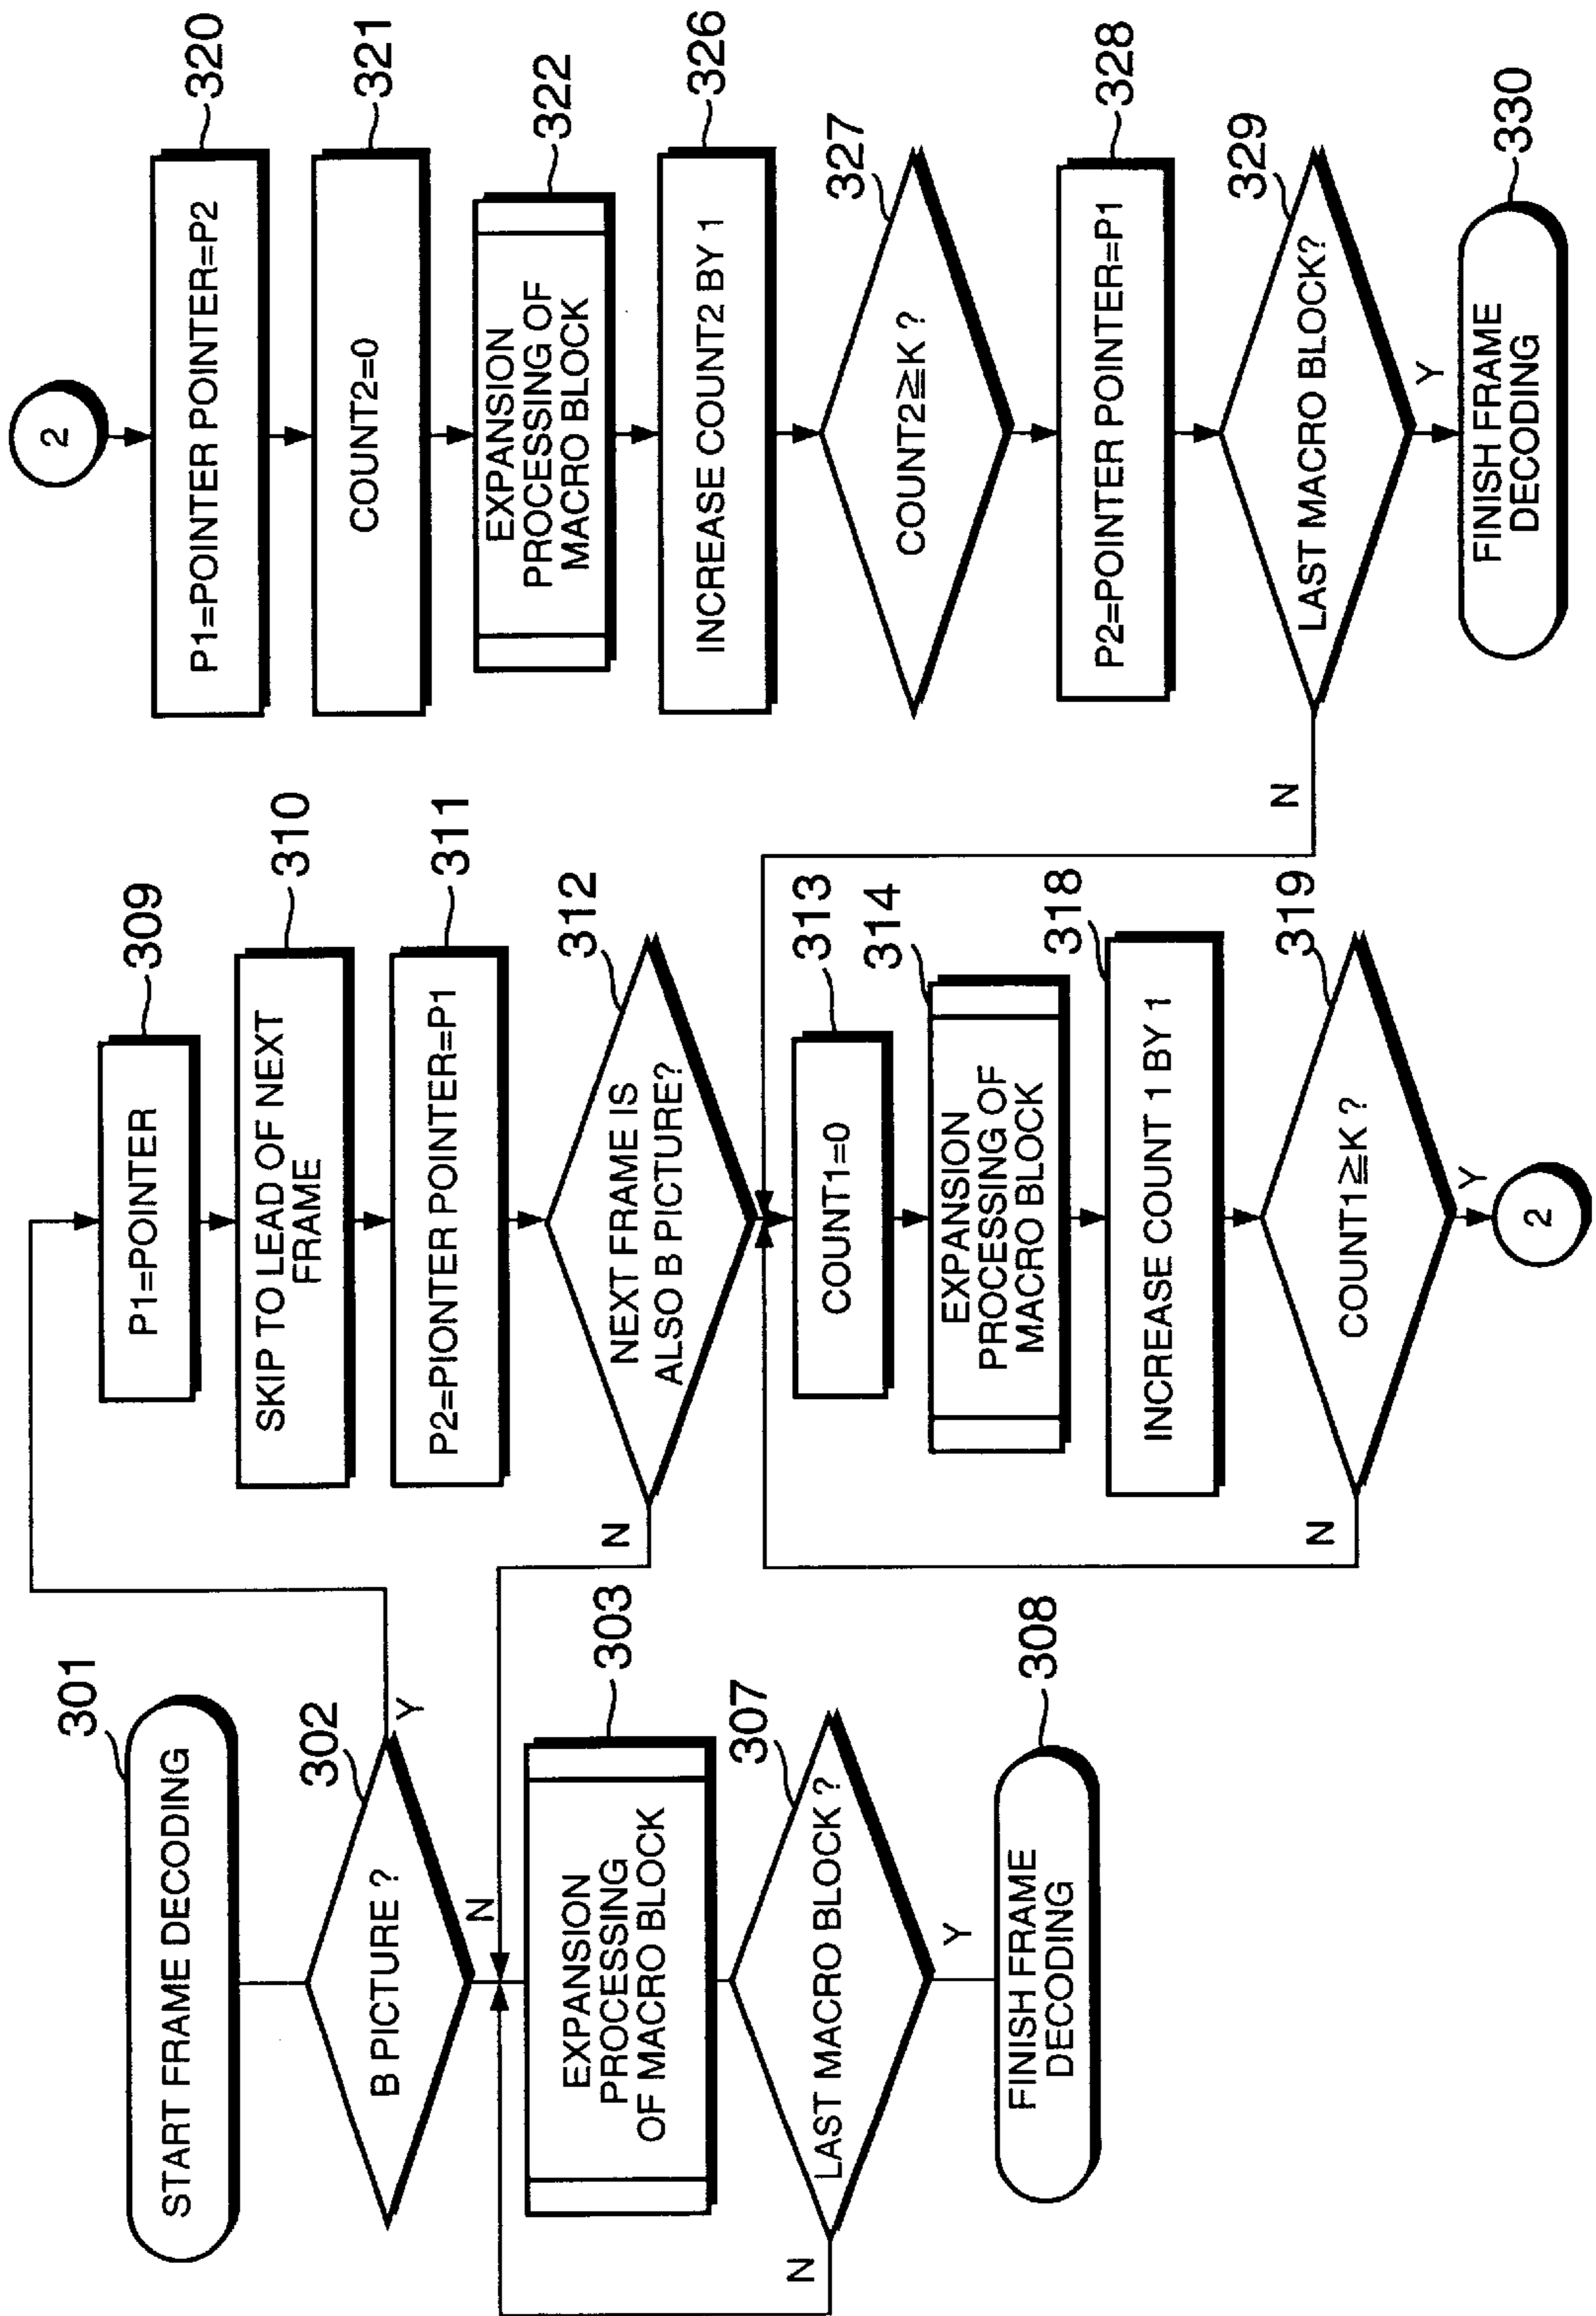 301
START FRAME DECODING
302
B PICTURE ?
Y
N
303
EXPANSION
PROCESSING
OF MACRO BLOCK
307
LAST MACRO BLOCK ?
N
Y
308
FINISH FRAME
DECODING
309
P1=POINTER
310
SKIP TO LEAD OF NEXT
FRAME
311
P2=PIONTER POINTER=P1
312
NEXT FRAME IS
ALSO B PICTURE?
N
313
COUNT1=0
314
EXPANSION
PROCESSING OF
MACRO BLOCK
318
INCREASE COUNT 1 BY 1
319
COUNT1≧K ?
N
Y
2
2
320
P1=POINTER POINTER=P2
321
COUNT2=0
322
EXPANSION
PROCESSING OF
MACRO BLOCK
326
INCREASE COUNT2 BY 1
327
COUNT2≧K ?
328
P2=POINTER POINTER=P1
329
LAST MACRO BLOCK?
N
Y
330
FINISH FRAME
DECODING